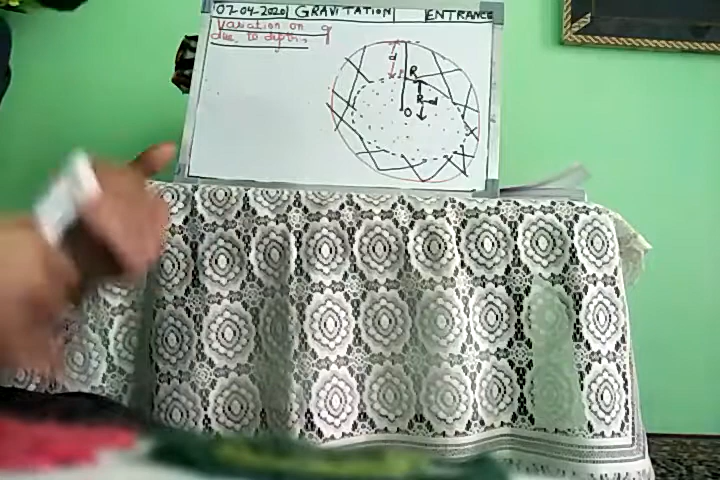 07-04-2020 GRAVITATION ENTRANCE
Variation on g
due to depth
d
R
R-d
O